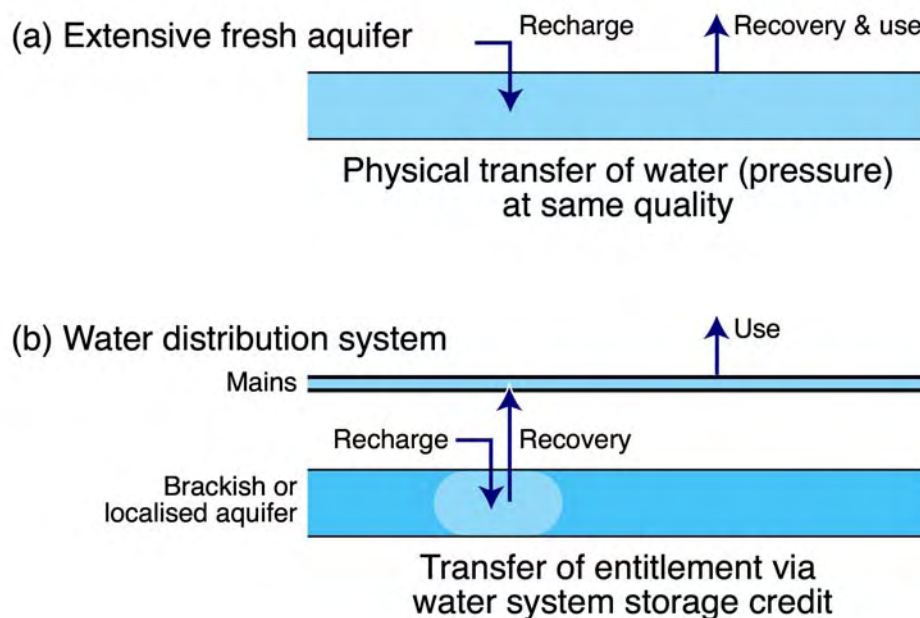 (a) Extensive fresh aquifer
Recharge
Recovery & use
Physical transfer of water (pressure)
at same quality
(b) Water distribution system
Use
Mains
Recharge
Recovery
Brackish or
localised aquifer
Transfer of entitlement via
water system storage credit